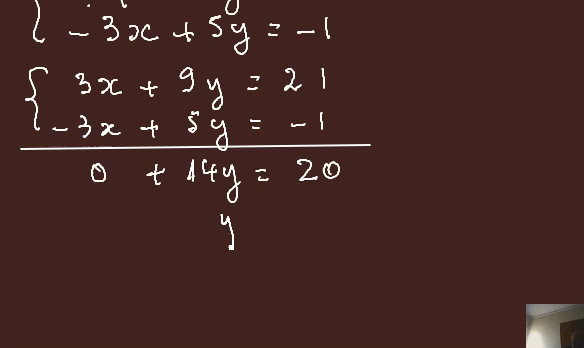 - 3x + 5y = -1
3x + 9y = 21
-3x + 5y = -1
0 + 14y = 20
y